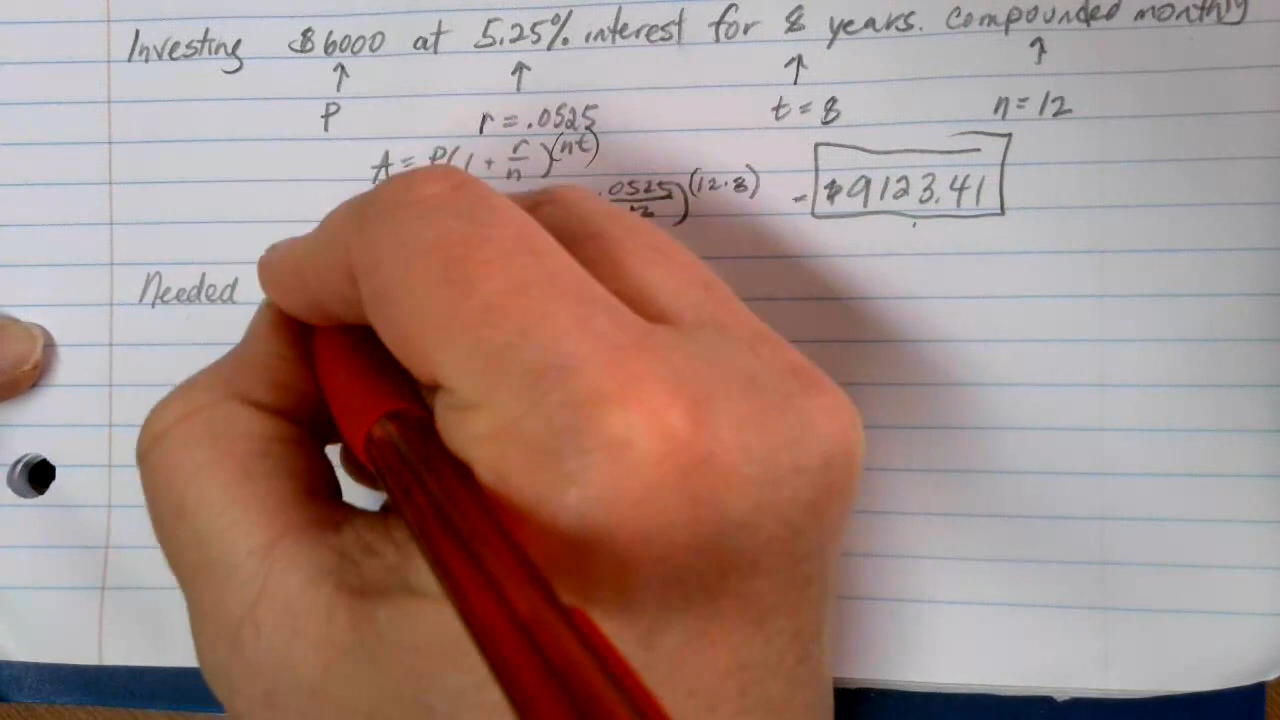 Investing $6000 at 5.25% interest for 8 years. compounded monthly
↑ ↑ ↑ ↑
P r = .0525 t = 8 n = 12
A = P(1 + r/n)^(nt)
.0525/12)^(12·8) = $9123.41
Needed